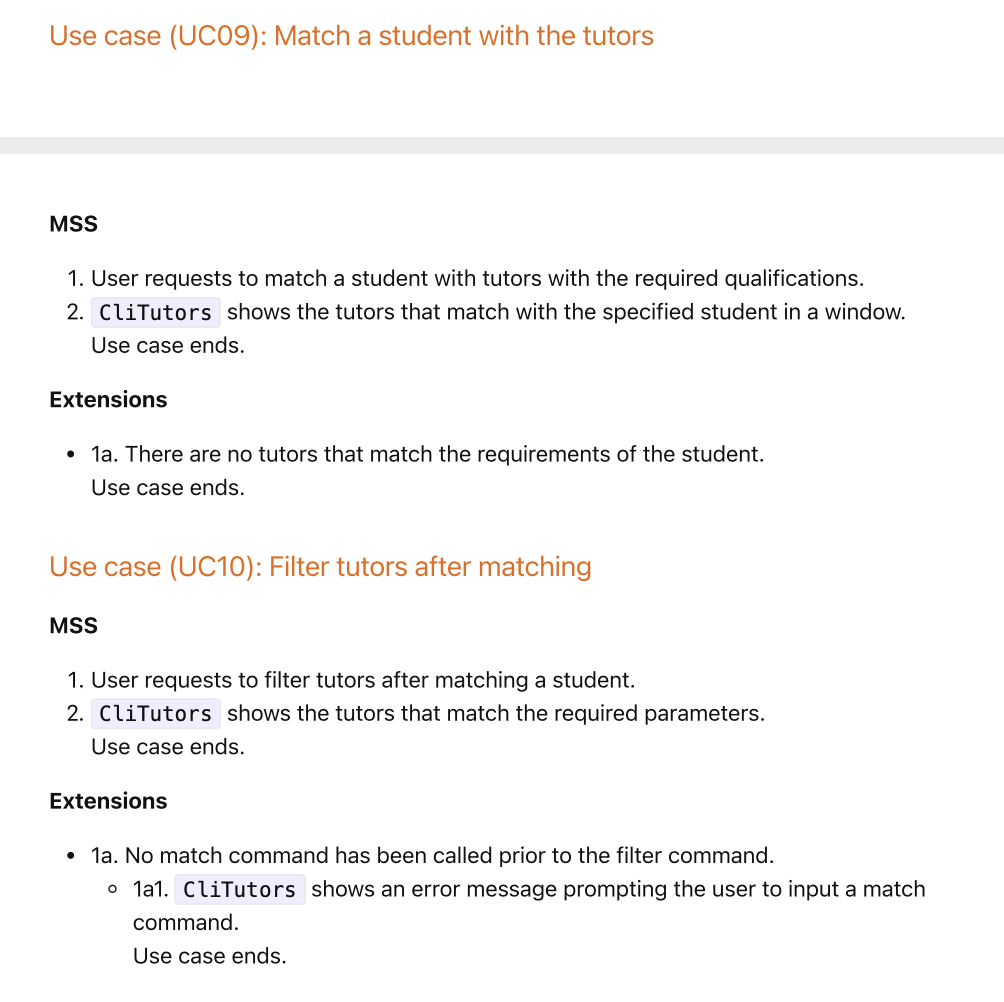 Use case (UC09): Match a student with the tutors
MSS
1. User requests to match a student with tutors with the required qualifications.
2. CliTutors shows the tutors that match with the specified student in a window.
Use case ends.
Extensions
• 1a. There are no tutors that match the requirements of the student.
Use case ends.
Use case (UC10): Filter tutors after matching
MSS
1. User requests to filter tutors after matching a student.
2. CliTutors shows the tutors that match the required parameters.
Use case ends.
Extensions
• 1a. No match command has been called prior to the filter command.
◦ 1a1. CliTutors shows an error message prompting the user to input a match
command.
Use case ends.